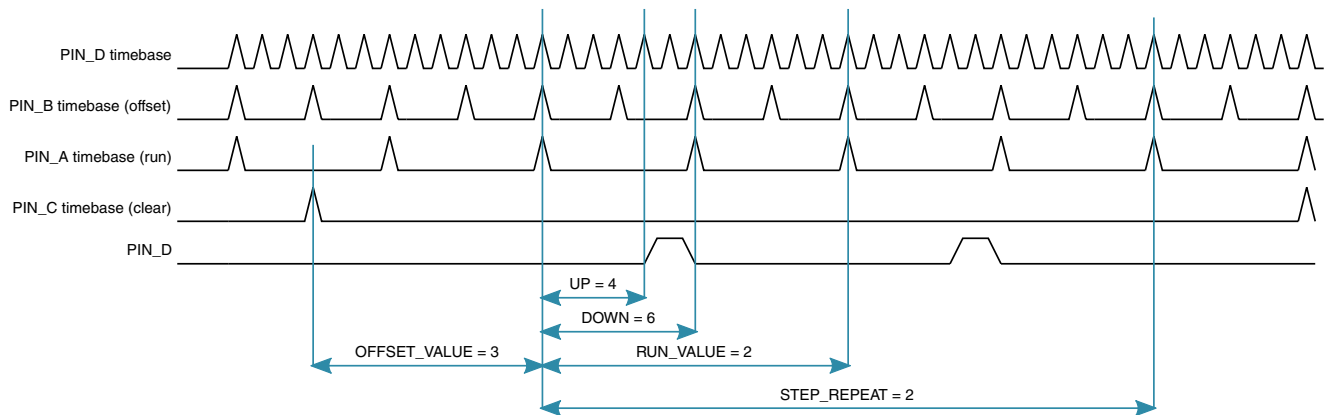 PIN_D timebase
PIN_B timebase (offset)
PIN_A timebase (run)
PIN_C timebase (clear)
PIN_D
UP = 4
DOWN = 6
OFFSET_VALUE = 3
RUN_VALUE = 2
STEP_REPEAT = 2